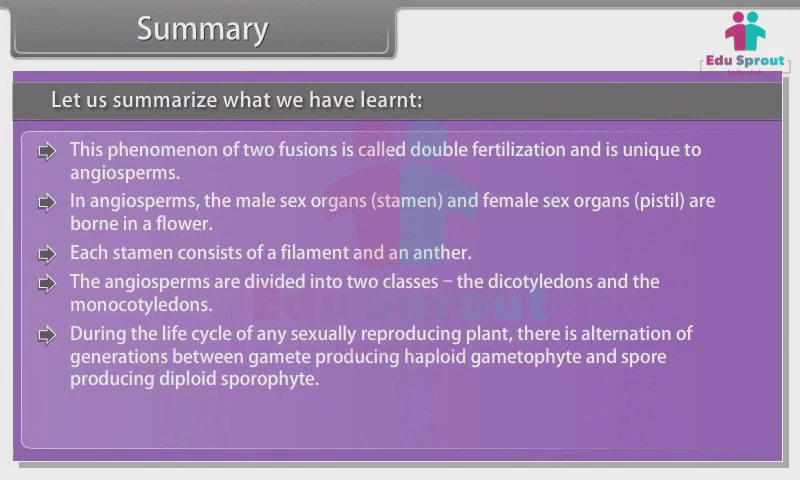 Summary
Edu Sprout
Let us summarize what we have learnt:
This phenomenon of two fusions is called double fertilization and is unique to
angiosperms.
In angiosperms, the male sex organs (stamen) and female sex organs (pistil) are
borne in a flower.
Each stamen consists of a filament and an anther.
The angiosperms are divided into two classes – the dicotyledons and the
monocotyledons.
During the life cycle of any sexually reproducing plant, there is alternation of
generations between gamete producing haploid gametophyte and spore
producing diploid sporophyte.
Edu Sprout